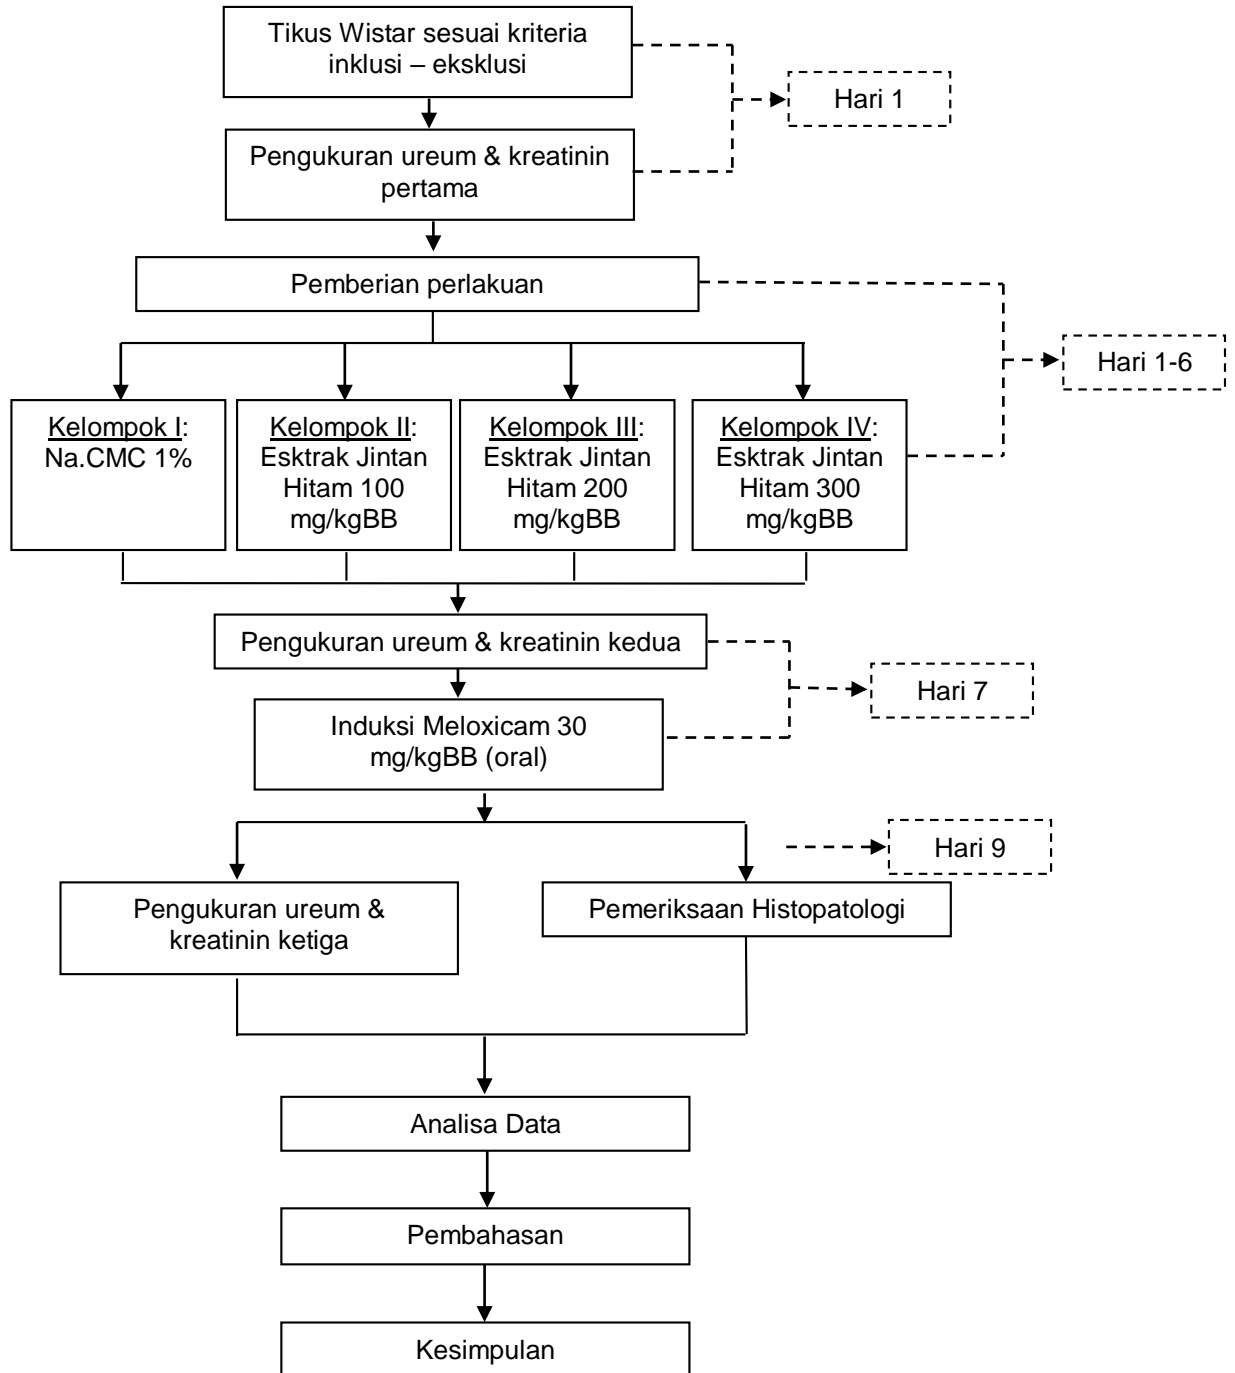 Tikus Wistar sesuai kriteria
inklusi – eksklusi
Hari 1
Pengukuran ureum & kreatinin
pertama
Pemberian perlakuan
Hari 1-6
Kelompok I:
Na.CMC 1%
Kelompok II:
Esktrak Jintan
Hitam 100
mg/kgBB
Kelompok III:
Esktrak Jintan
Hitam 200
mg/kgBB
Kelompok IV:
Esktrak Jintan
Hitam 300
mg/kgBB
Pengukuran ureum & kreatinin kedua
Hari 7
Induksi Meloxicam 30
mg/kgBB (oral)
Hari 9
Pengukuran ureum &
kreatinin ketiga
Pemeriksaan Histopatologi
Analisa Data
Pembahasan
Kesimpulan